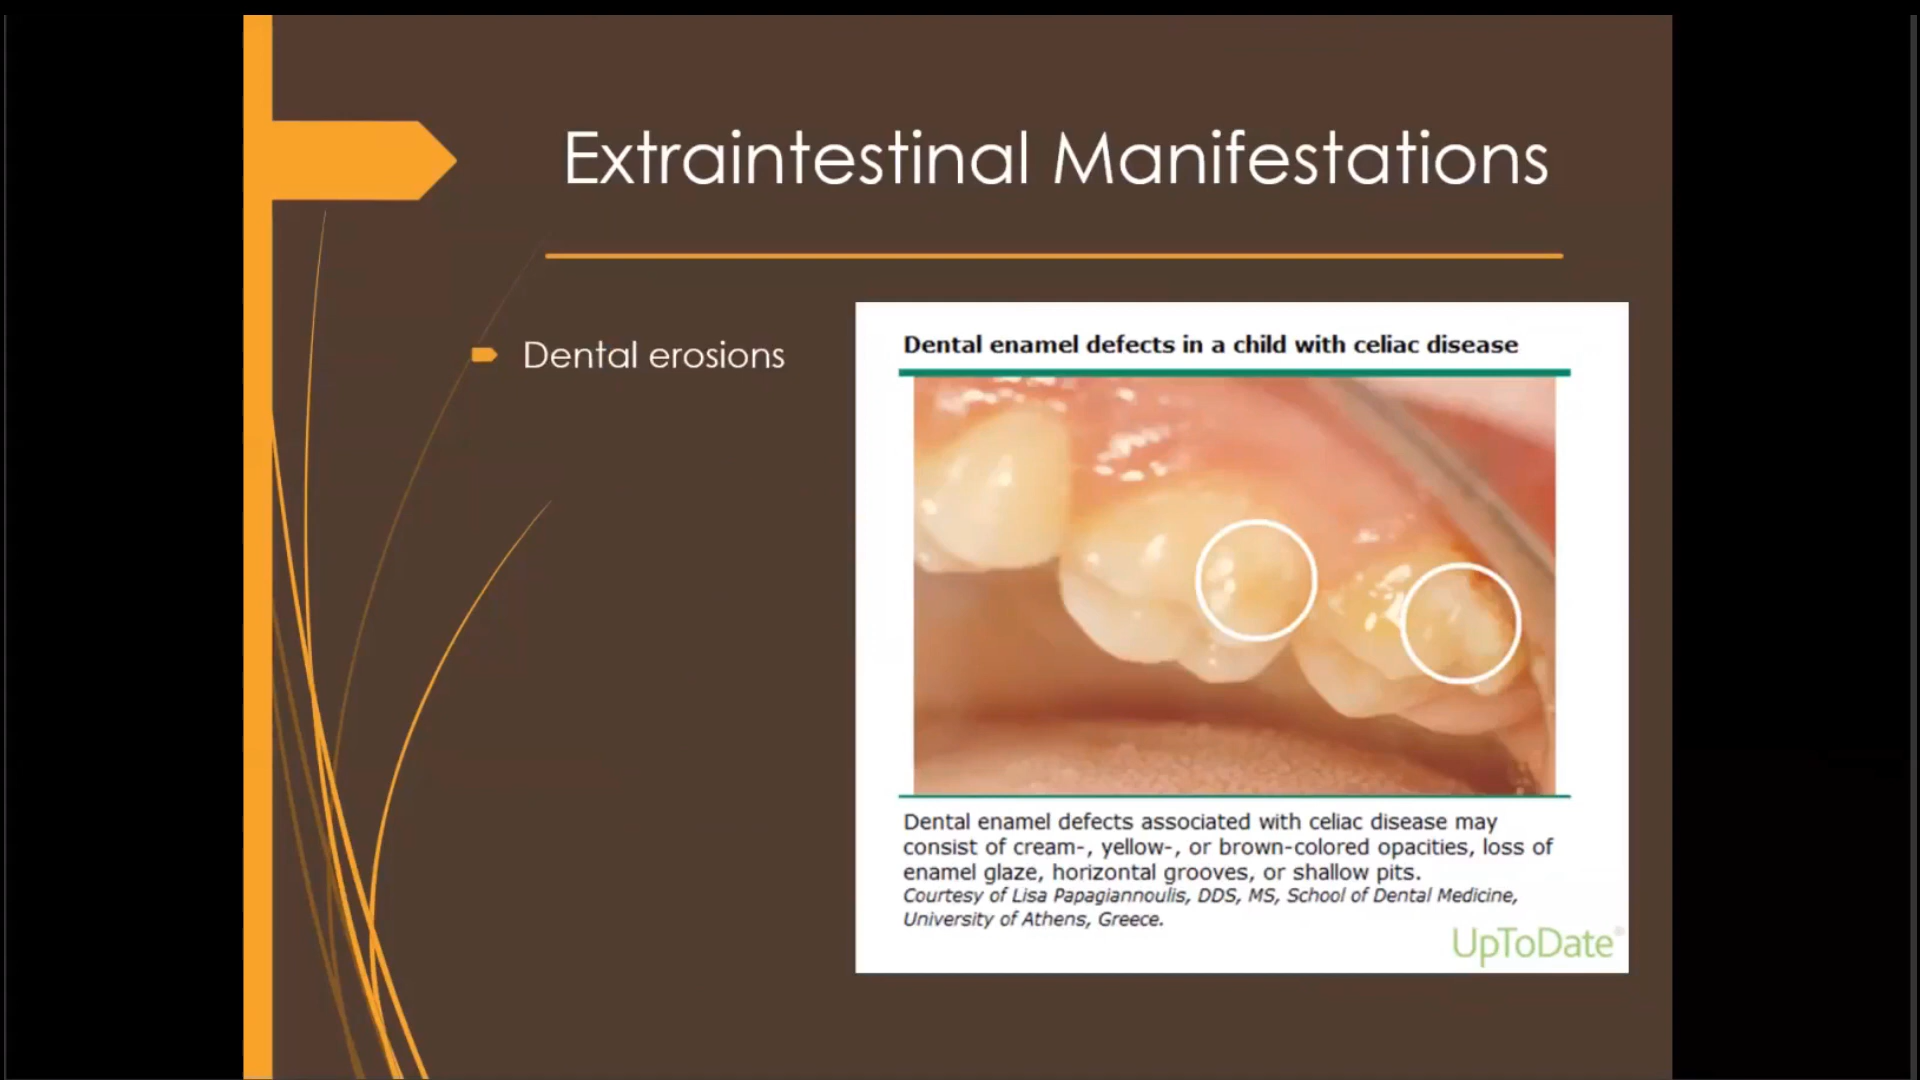 Extraintestinal Manifestations
Dental erosions
Dental enamel defects in a child with celiac disease
Dental enamel defects associated with celiac disease may
consist of cream-, yellow-, or brown-colored opacities, loss of
enamel glaze, horizontal grooves, or shallow pits.
Courtesy of Lisa Papagiannoulis, DDS, MS, School of Dental Medicine,
University of Athens, Greece.
UpToDate®